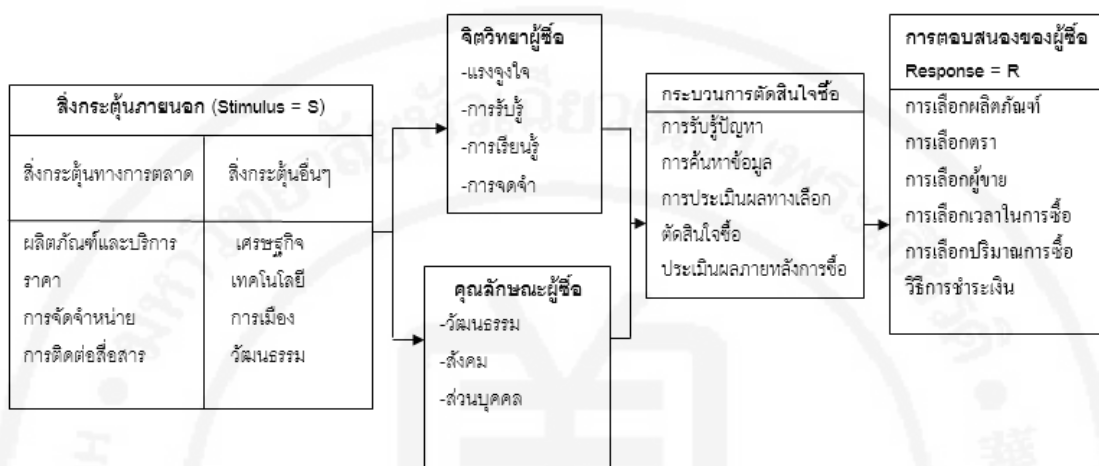 สิ่งกระตุ้นภายนอก (Stimulus = S)
สิ่งกระตุ้นทางการตลาด
สิ่งกระตุ้นอื่นๆ
ผลิตภัณฑ์และบริการ
ราคา
การจัดจำหน่าย
การติดต่อสื่อสาร
เศรษฐกิจ
เทคโนโลยี
การเมือง
วัฒนธรรม
จิตวิทยาผู้ซื้อ
-แรงจูงใจ
-การรับรู้
-การเรียนรู้
-การจดจำ
คุณลักษณะผู้ซื้อ
-วัฒนธรรม
-สังคม
-ส่วนบุคคล
กระบวนการตัดสินใจซื้อ
การรับรู้ปัญหา
การค้นหาข้อมูล
การประเมินผลทางเลือก
ตัดสินใจซื้อ
ประเมินผลภายหลังการซื้อ
การตอบสนองของผู้ซื้อ
Response = R
การเลือกผลิตภัณฑ์
การเลือกตรา
การเลือกผู้ขาย
การเลือกเวลาในการซื้อ
การเลือกปริมาณการซื้อ
วิธีการชำระเงิน